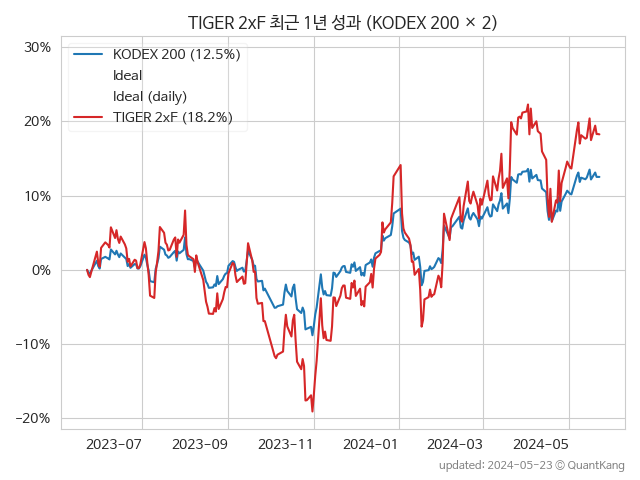 TIGER 2xF 최근 1년 성과 (KODEX 200 × 2)
30%
20%
10%
0%
−10%
−20%
KODEX 200 (12.5%)
Ideal
Ideal (daily)
TIGER 2xF (18.2%)
2023−07
2023−09
2023−11
2024−01
2024−03
2024−05
updated: 2024-05-23 ⓒ QuantKang